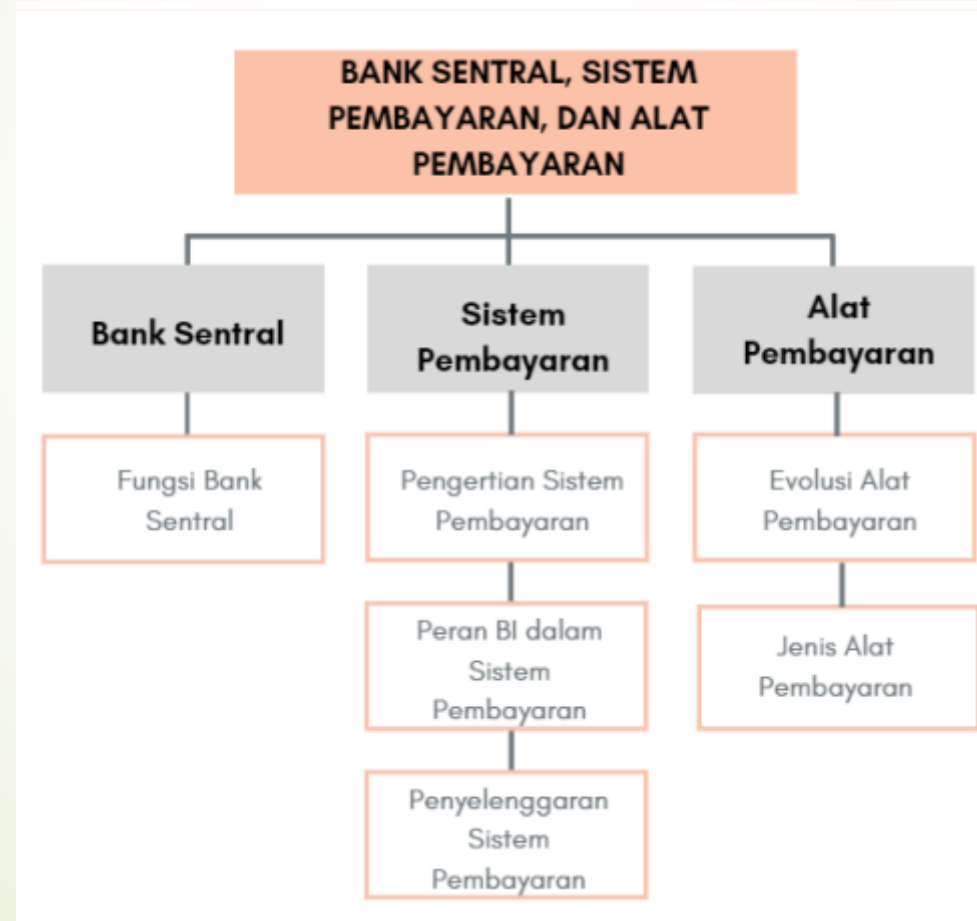 BANK SENTRAL, SISTEM
PEMBAYARAN, DAN ALAT
PEMBAYARAN
Bank Sentral
Sistem
Pembayaran
Alat
Pembayaran
Fungsi Bank
Sentral
Pengertian Sistem
Pembayaran
Evolusi Alat
Pembayaran
Peran BI dalam
Sistem
Pembayaran
Jenis Alat
Pembayaran
Penyelenggaran
Sistem
Pembayaran